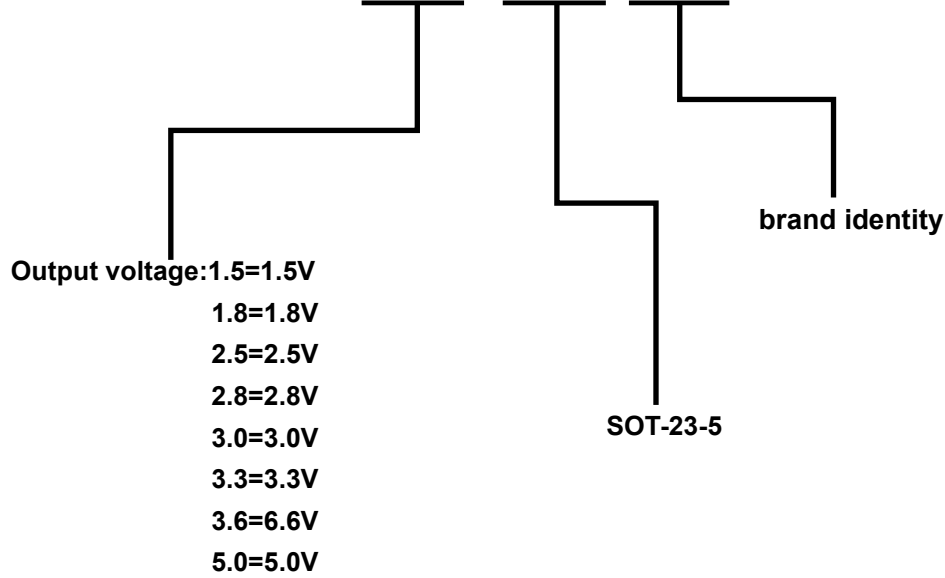 brand identity
Output voltage:1.5=1.5V
1.8=1.8V
2.5=2.5V
2.8=2.8V
3.0=3.0V
SOT-23-5
3.3=3.3V
3.6=6.6V
5.0=5.0V